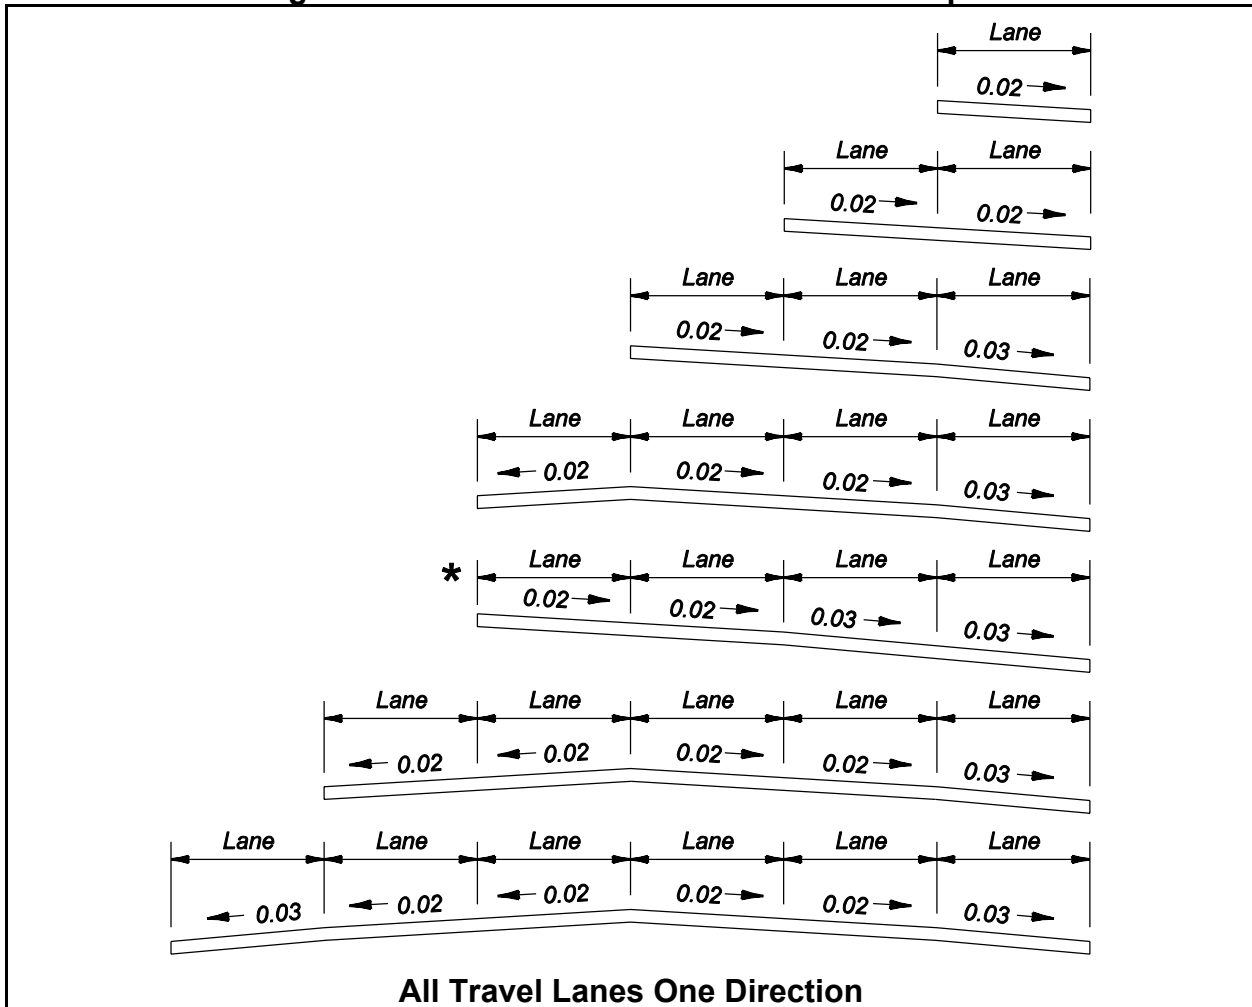 Lane
0.02
Lane Lane
0.02 0.02
Lane Lane Lane
0.02 0.02 0.03
Lane Lane Lane Lane
0.02 0.02 0.02 0.03
* Lane Lane Lane Lane
0.02 0.02 0.03 0.03
Lane Lane Lane Lane Lane
0.02 0.02 0.02 0.02 0.03
Lane Lane Lane Lane Lane Lane
0.03 0.02 0.02 0.02 0.02 0.03
All Travel Lanes One Direction